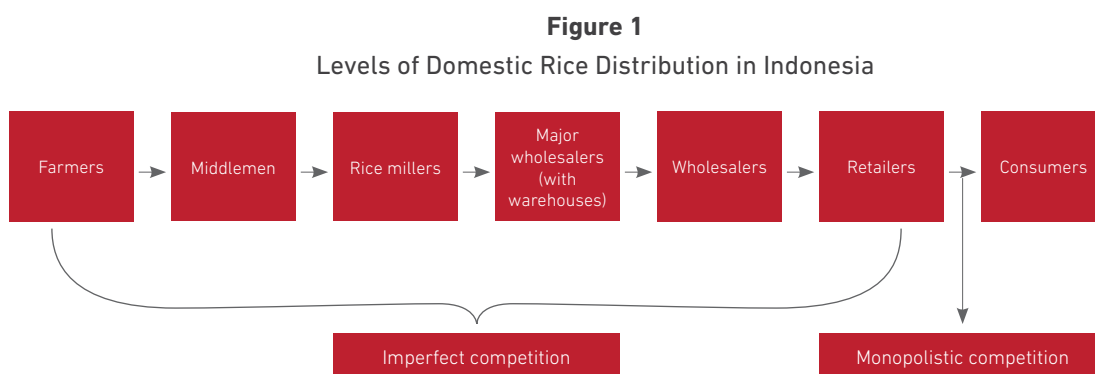 Figure 1
Levels of Domestic Rice Distribution in Indonesia
Farmers
Middlemen
Rice millers
Major
wholesalers
(with
warehouses)
Wholesalers
Retailers
Consumers
Imperfect competition
Monopolistic competition